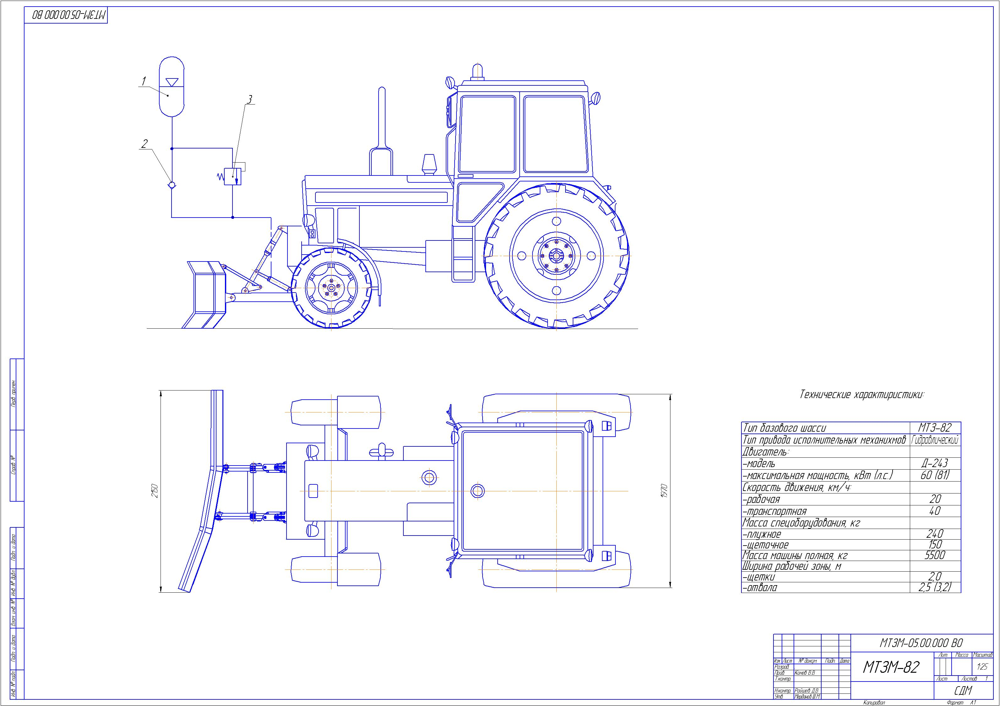 МТЗМ-05.00.000 ВО
1
3
2
2150
1970
Технические характиристики:
Тип базового шасси МТЗ-82
Тип привода исполнительных механихмов Гидравлический
Двигатель:
-модель Д-243
-максимальная мощность, кВт (л.с.) 60 (81)
Скорость движения, км/ч:
-рабочая 20
-транспортная 40
Масса спецоборудования, кг
-плужное 240
-щеточное 150
Масса машины полная, кг 5500
Ширина рабочей зоны, м
-щетки 2,0
-отвала 2,5 (3,2)
Перв. примен.
Справ. №
Подп. и дата
Инв. № дубл.
Взам. инв. №
Подп. и дата
Инв. № подл.
МТЗМ-05.00.000 ВО
Лит. Масса Масштаб
Изм. Лист № докум. Подп. Дата
МТЗМ-82
1:25
Разраб.
Пров. Конев В.В.
Т.контр.
Лист Листов 1
Н.контр. Райшев Д.В.
Утв. Мерданов Ш.М.
СДМ
Копировал Формат А1